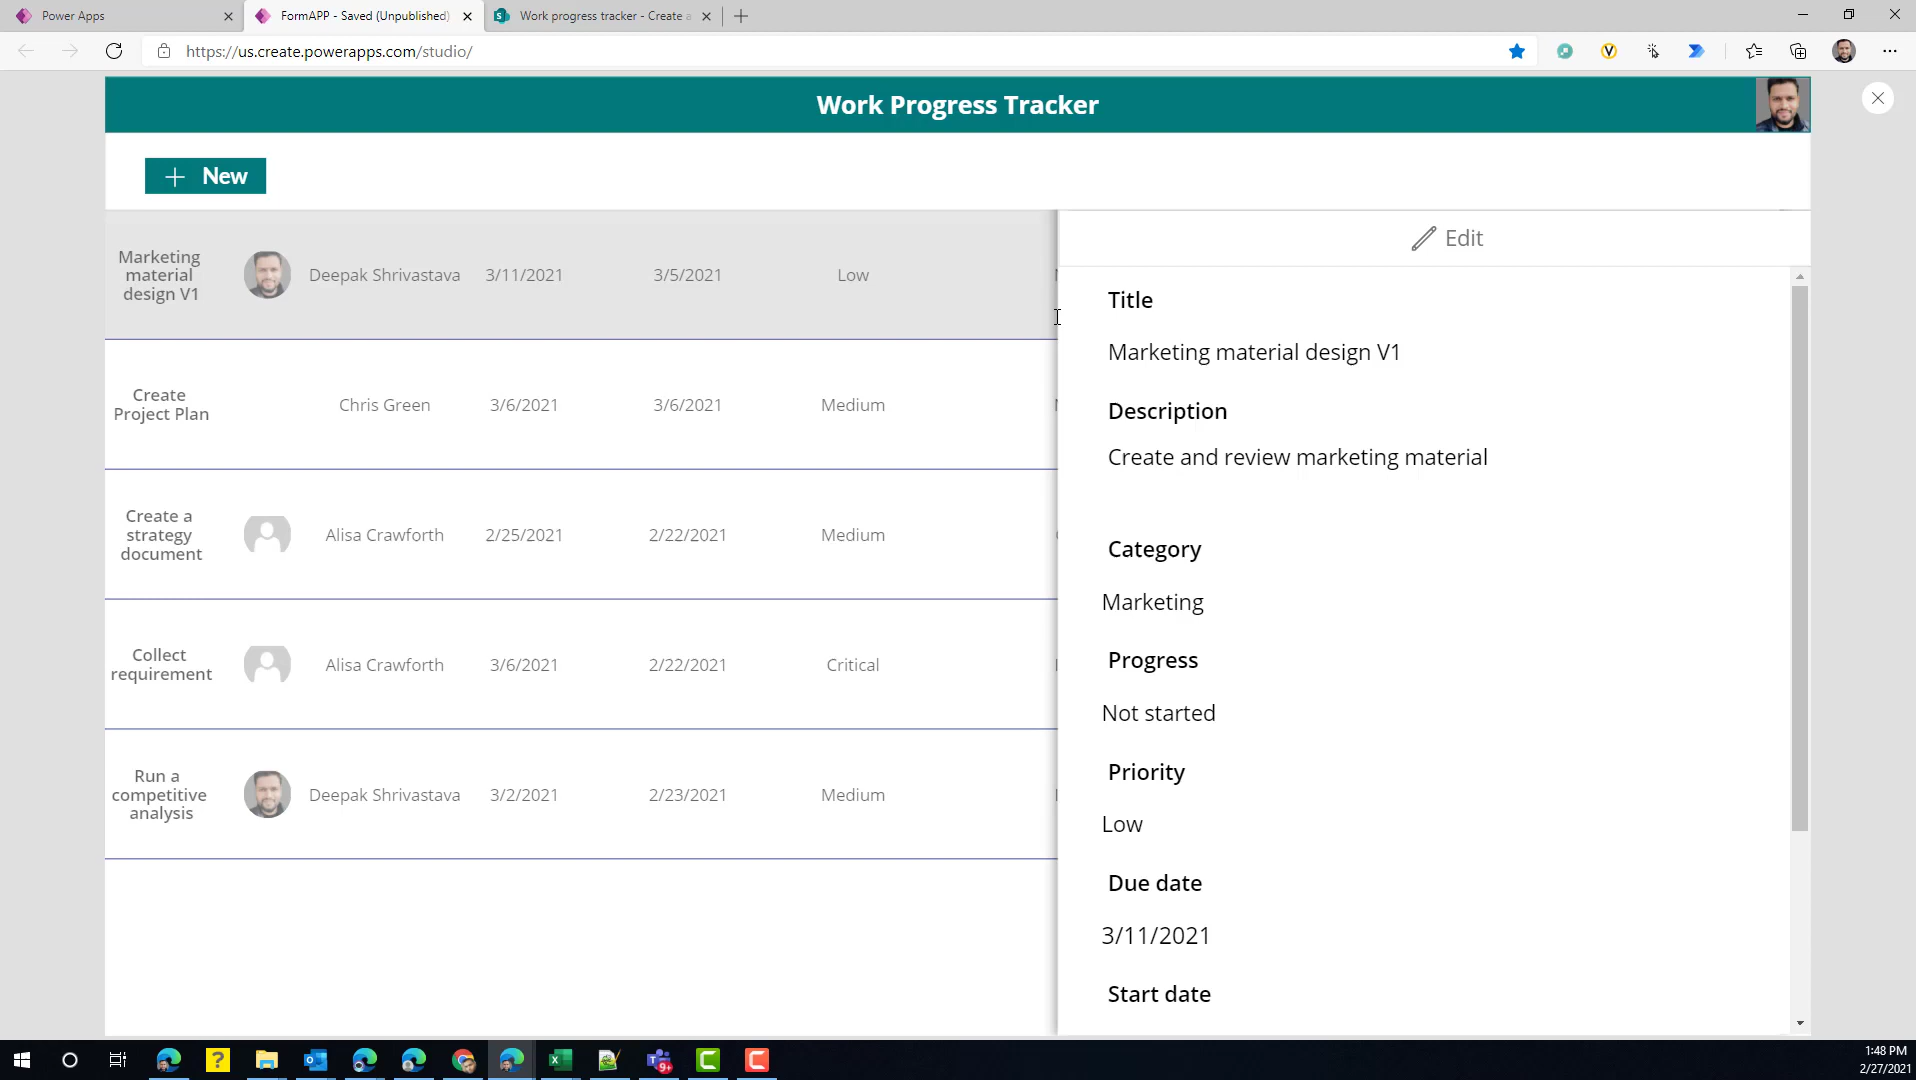 Power Apps
FormAPP - Saved (Unpublished)
Work progress tracker - Create a
https://us.create.powerapps.com/studio/
Work Progress Tracker
New
Edit
Marketing
material
design V1
Deepak Shrivastava
3/11/2021
3/5/2021
Low
Create
Project Plan
Chris Green
3/6/2021
3/6/2021
Medium
Create a
strategy
document
Alisa Crawforth
2/25/2021
2/22/2021
Medium
Collect
requirement
Alisa Crawforth
3/6/2021
2/22/2021
Critical
Run a
competitive
analysis
Deepak Shrivastava
3/2/2021
2/23/2021
Medium
Title
Marketing material design V1
Description
Create and review marketing material
Category
Marketing
Progress
Not started
Priority
Low
Due date
3/11/2021
Start date
9+
1:48 PM
2/27/2021